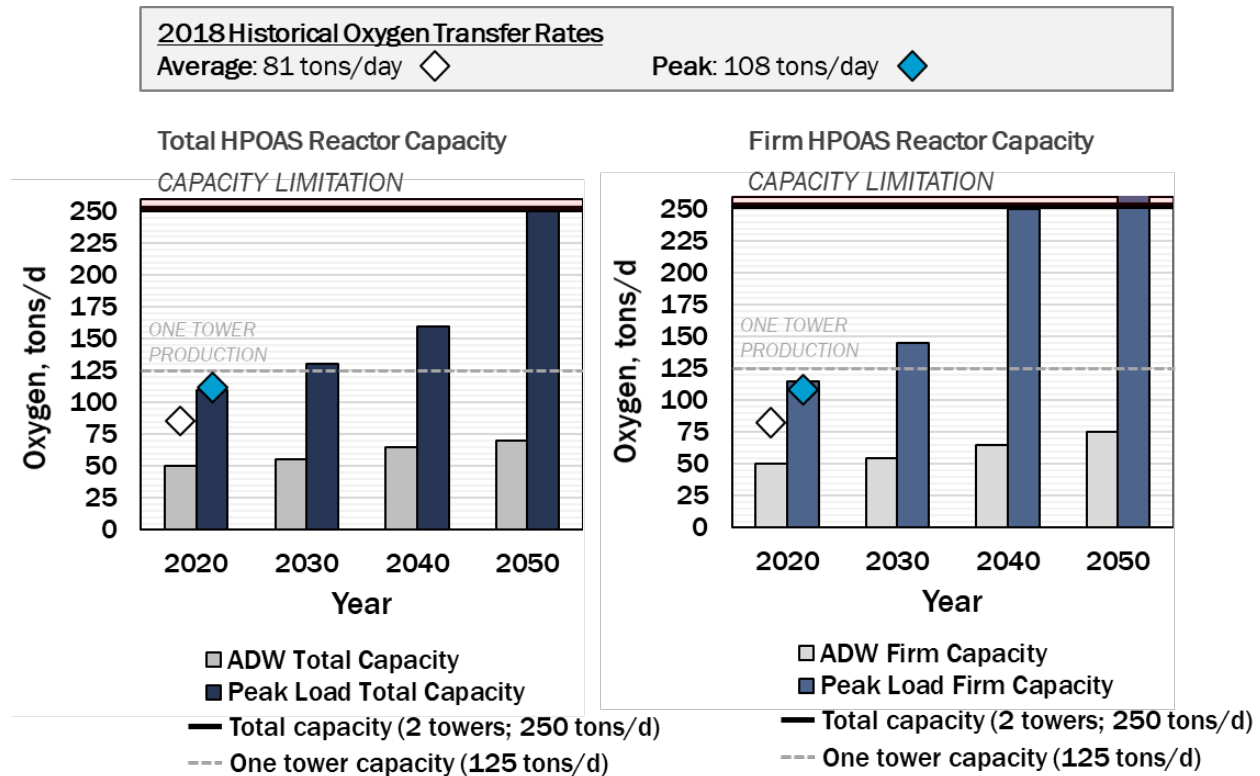 2018 Historical Oxygen Transfer Rates
Average: 81 tons/day
Peak: 108 tons/day
Total HPOAS Reactor Capacity
CAPACITY LIMITATION
Oxygen, tons/d
250
225
200
175
150
125
100
75
50
25
0
ONE TOWER
PRODUCTION
2020 2030 2040 2050
Year
ADW Total Capacity
Peak Load Total Capacity
Total capacity (2 towers; 250 tons/d)
One tower capacity (125 tons/d)
Firm HPOAS Reactor Capacity
CAPACITY LIMITATION
Oxygen, tons/d
250
225
200
175
150
125
100
75
50
25
0
ONE TOWER
PRODUCTION
2020 2030 2040 2050
Year
ADW Firm Capacity
Peak Load Firm Capacity
Total capacity (2 towers; 250 tons/d)
One tower capacity (125 tons/d)